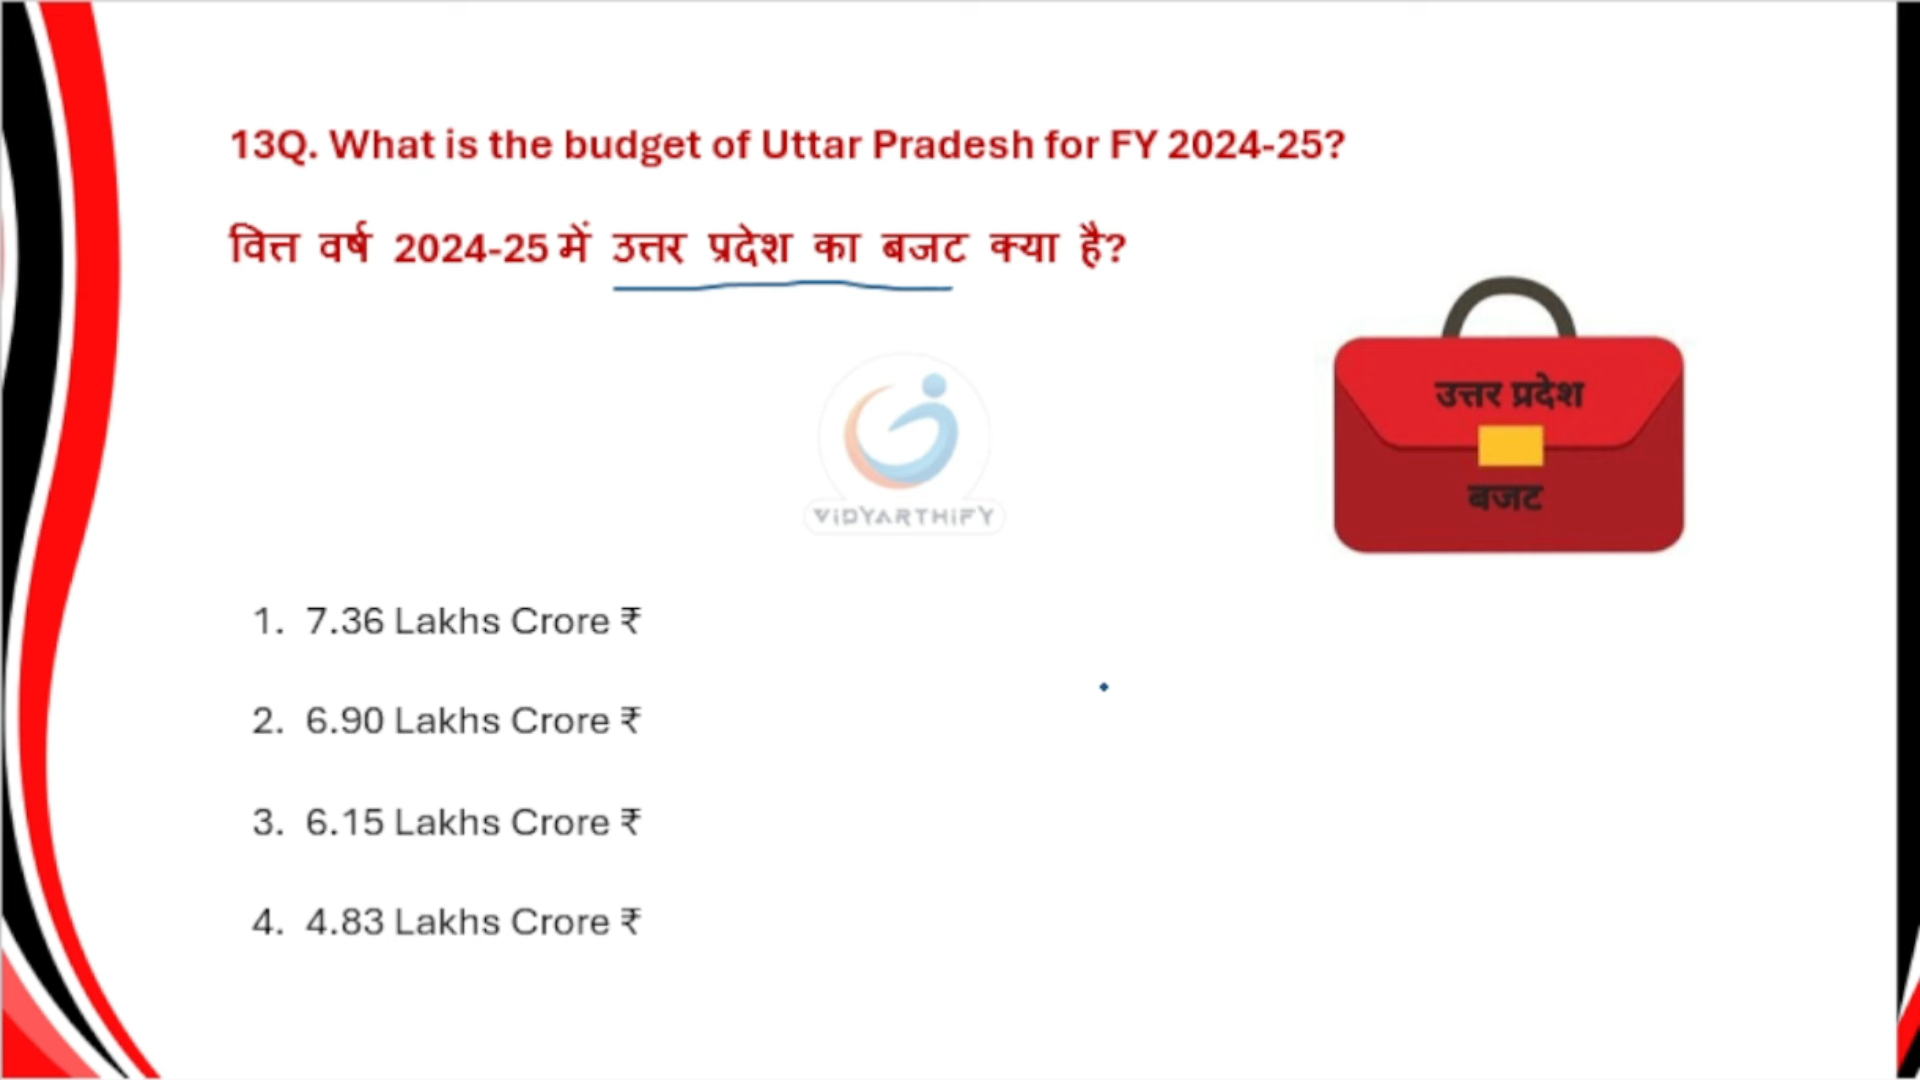 13Q. What is the budget of Uttar Pradesh for FY 2024-25?
वित्त वर्ष 2024-25 में उत्तर प्रदेश का बजट क्या है?
उत्तर प्रदेश
बजट
ViDYARTHiFY
1. 7.36 Lakhs Crore ₹
2. 6.90 Lakhs Crore ₹
3. 6.15 Lakhs Crore ₹
4. 4.83 Lakhs Crore ₹